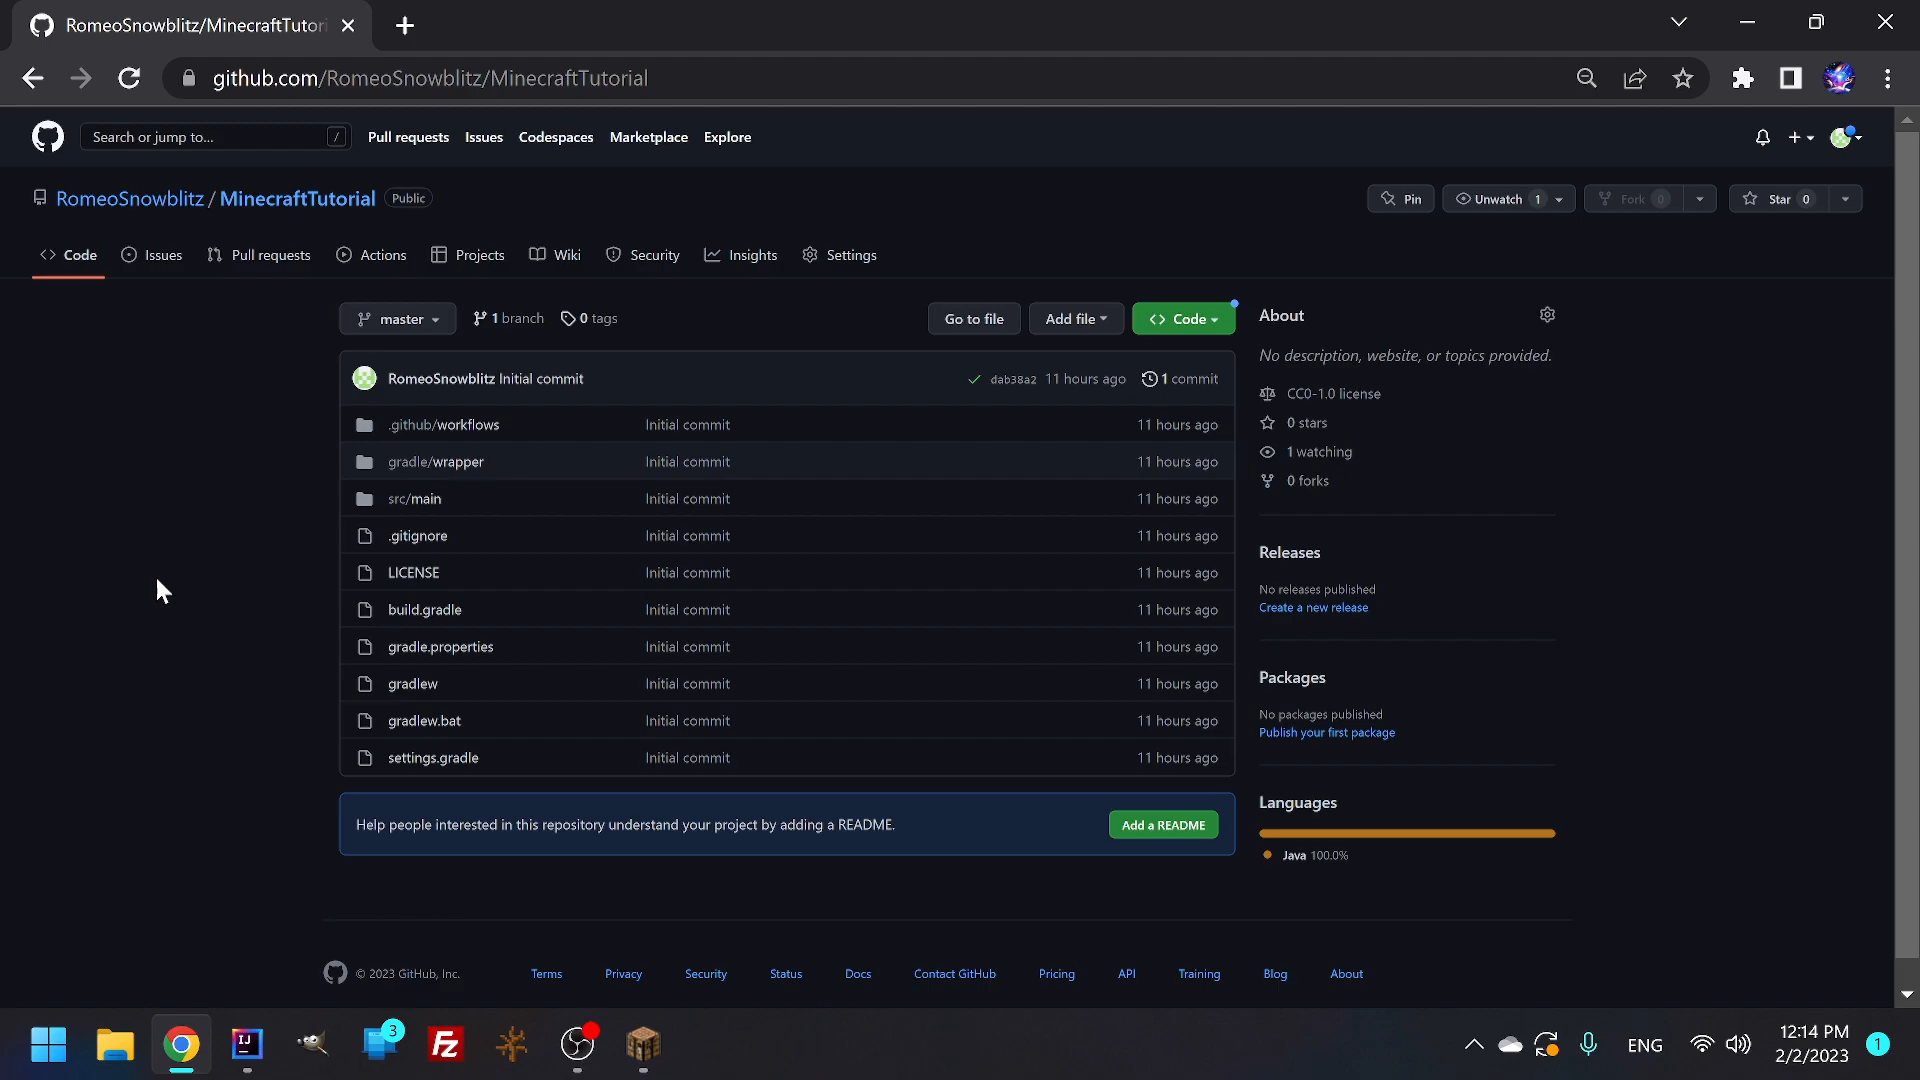 RomeoSnowblitz/MinecraftTutori
github.com/RomeoSnowblitz/MinecraftTutorial
Search or jump to... /
Pull requests Issues Codespaces Marketplace Explore
RomeoSnowblitz / MinecraftTutorial Public
Pin Unwatch 1 Fork 0 Star 0
Code Issues Pull requests Actions Projects Wiki Security Insights Settings
master 1 branch 0 tags Go to file Add file Code
RomeoSnowblitz Initial commit dab38a2 11 hours ago 1 commit
.github/workflows Initial commit 11 hours ago
gradle/wrapper Initial commit 11 hours ago
src/main Initial commit 11 hours ago
.gitignore Initial commit 11 hours ago
LICENSE Initial commit 11 hours ago
build.gradle Initial commit 11 hours ago
gradle.properties Initial commit 11 hours ago
gradlew Initial commit 11 hours ago
gradlew.bat Initial commit 11 hours ago
settings.gradle Initial commit 11 hours ago
Help people interested in this repository understand your project by adding a README. Add a README
About
No description, website, or topics provided.
CC0-1.0 license
0 stars
1 watching
0 forks
Releases
No releases published
Create a new release
Packages
No packages published
Publish your first package
Languages
Java 100.0%
© 2023 GitHub, Inc. Terms Privacy Security Status Docs Contact GitHub Pricing API Training Blog About
IJ 3 Fz ENG 12:14 PM 1
2/2/2023